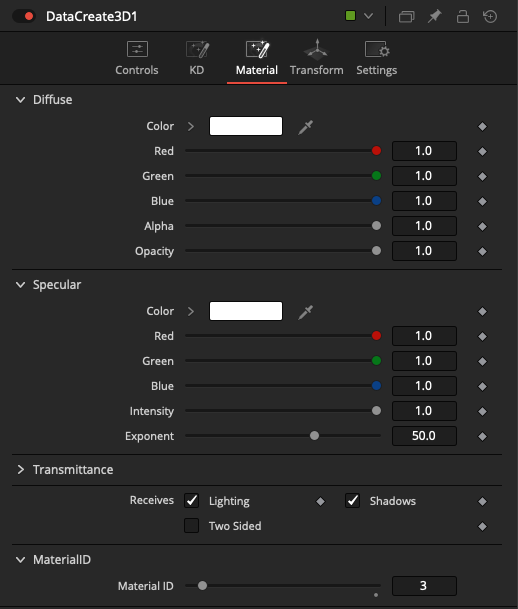 DataCreate3D1
Controls KD Material Transform Settings
Diffuse
Color
Red 1.0
Green 1.0
Blue 1.0
Alpha 1.0
Opacity 1.0
Specular
Color
Red 1.0
Green 1.0
Blue 1.0
Intensity 1.0
Exponent 50.0
Transmittance
Receives Lighting Shadows
Two Sided
MaterialID
Material ID 3